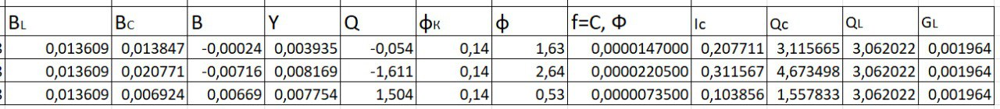 BL BC B Y Q ϕК ϕ f=C, Ф Ic Qc QL GL
0,013609 0,013847 -0,00024 0,003935 -0,054 0,14 1,63 0,0000147000 0,207711 3,115665 3,062022 0,001964
0,013609 0,020771 -0,00716 0,008169 -1,611 0,14 2,64 0,0000220500 0,311567 4,673498 3,062022 0,001964
0,013609 0,006924 0,00669 0,007754 1,504 0,14 0,53 0,0000073500 0,103856 1,557833 3,062022 0,001964